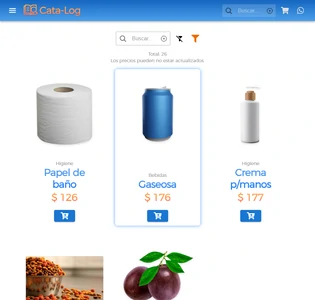 Cata-Log
Buscar...
Buscar...
Total: 26
Los precios pueden no estar actualizados
Higiene
Papel de
baño
$ 126
Bebidas
Gaseosa
$ 176
Higiene
Crema
p/manos
$ 177